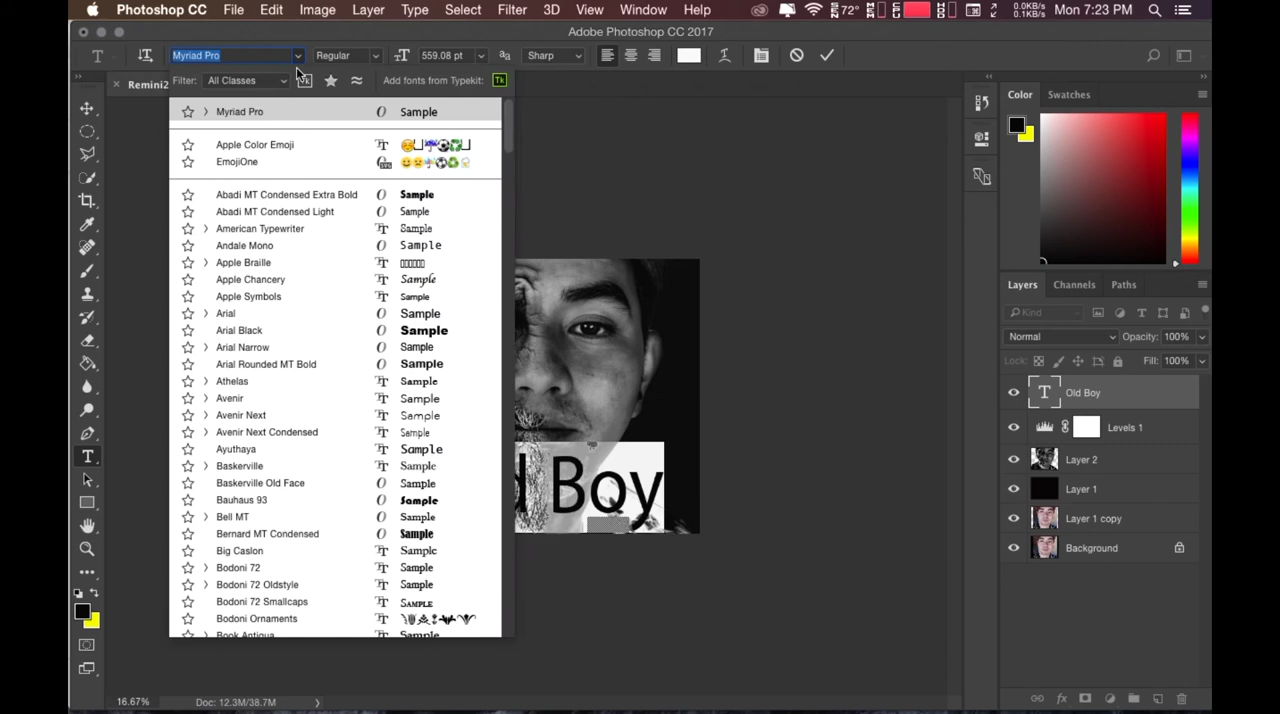 Photoshop CC File Edit Image Layer Type Select Filter 3D View Window Help 72° Mon 7:23 PM
Adobe Photoshop CC 2017
Myriad Pro Regular 559.08 pt Sharp
Filter: All Classes Add fonts from Typekit: Tk
Remini2
Myriad Pro Sample
Apple Color Emoji
EmojiOne
Abadi MT Condensed Extra Bold Sample
Abadi MT Condensed Light Sample
American Typewriter Sample
Andale Mono Sample
Apple Braille
Apple Chancery Sample
Apple Symbols Sample
Arial Sample
Arial Black Sample
Arial Narrow Sample
Arial Rounded MT Bold Sample
Athelas Sample
Avenir Sample
Avenir Next Sample
Avenir Next Condensed Sample
Ayuthaya Sample
Baskerville Sample
Baskerville Old Face Sample
Bauhaus 93 Sample
Bell MT Sample
Bernard MT Condensed Sample
Big Caslon Sample
Bodoni 72 Sample
Bodoni 72 Oldstyle Sample
Bodoni 72 Smallcaps Sample
Bodoni Ornaments
Book Antiqua Sample
d Boy
16.67% Doc: 12.3M/38.7M
Color Swatches
Layers Channels Paths
Kind
Normal Opacity: 100%
Lock: Fill: 100%
Old Boy
Levels 1
Layer 2
Layer 1
Layer 1 copy
Background